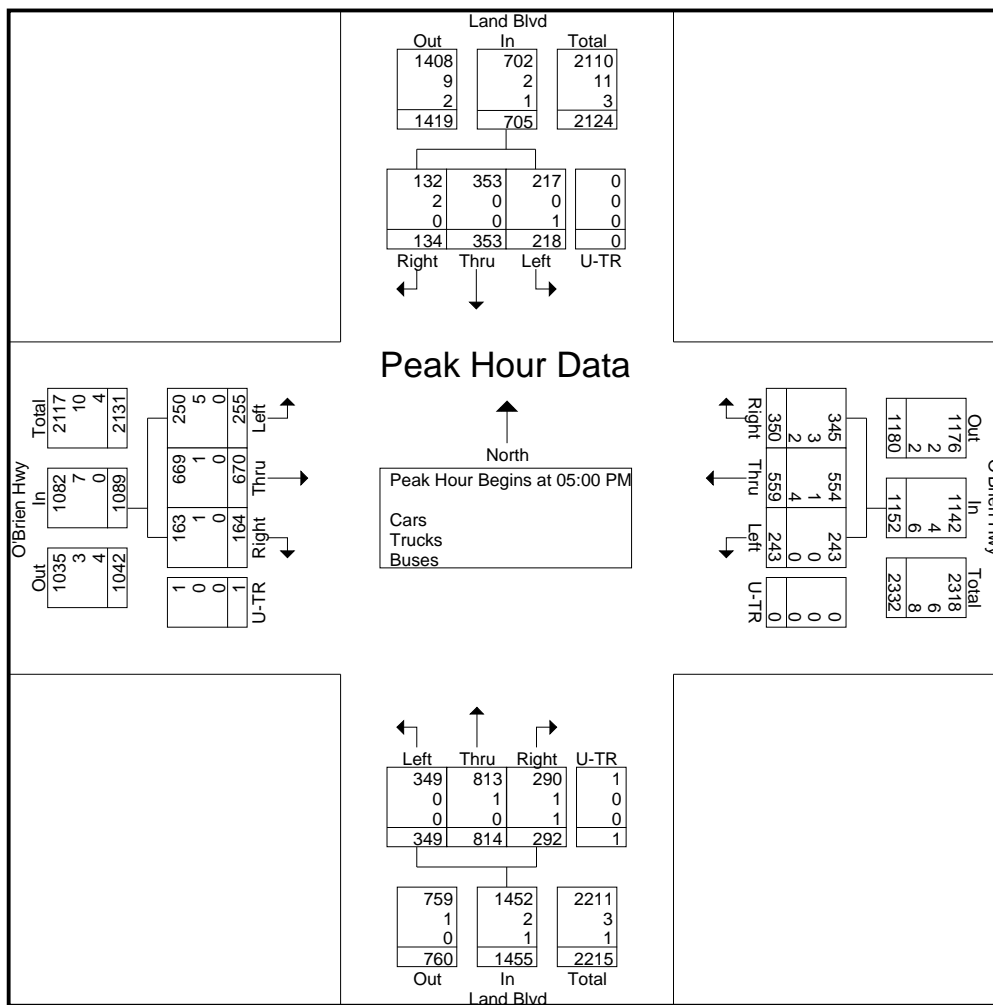 Land Blvd
Out In Total
1408 702 2110
9 2 11
2 1 3
1419 705 2124
132 353 217 0
2 0 0 0
0 0 1 0
134 353 218 0
Right Thru Left U-TR
Peak Hour Data
North
Peak Hour Begins at 05:00 PM
Cars
Trucks
Buses
O'Brien Hwy
Total In Out
2117 1082 1035
10 7 3
4 0 4
2131 1089 1042
250 669 163 1
5 1 1 0
0 0 0 0
255 670 164 1
Left Thru Right U-TR
O'Brien Hwy
Out In Total
1176 1142 2318
2 4 6
2 6 8
1180 1152 2332
345 554 243 0
3 1 0 0
2 4 0 0
350 559 243 0
Right Thru Left U-TR
Left Thru Right U-TR
349 813 290 1
0 1 1 0
0 0 1 0
349 814 292 1
759 1452 2211
1 2 3
0 1 1
760 1455 2215
Out In Total
Land Blvd